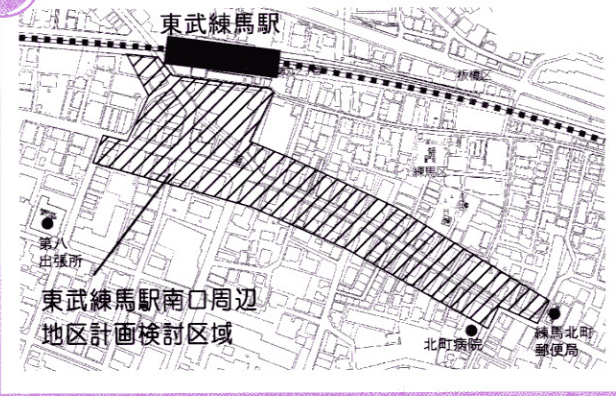 東武練馬駅
板橋区
練馬区
第八
出張所
東武練馬駅南口周辺
地区計画検討区域
北町病院
練馬北町
郵便局